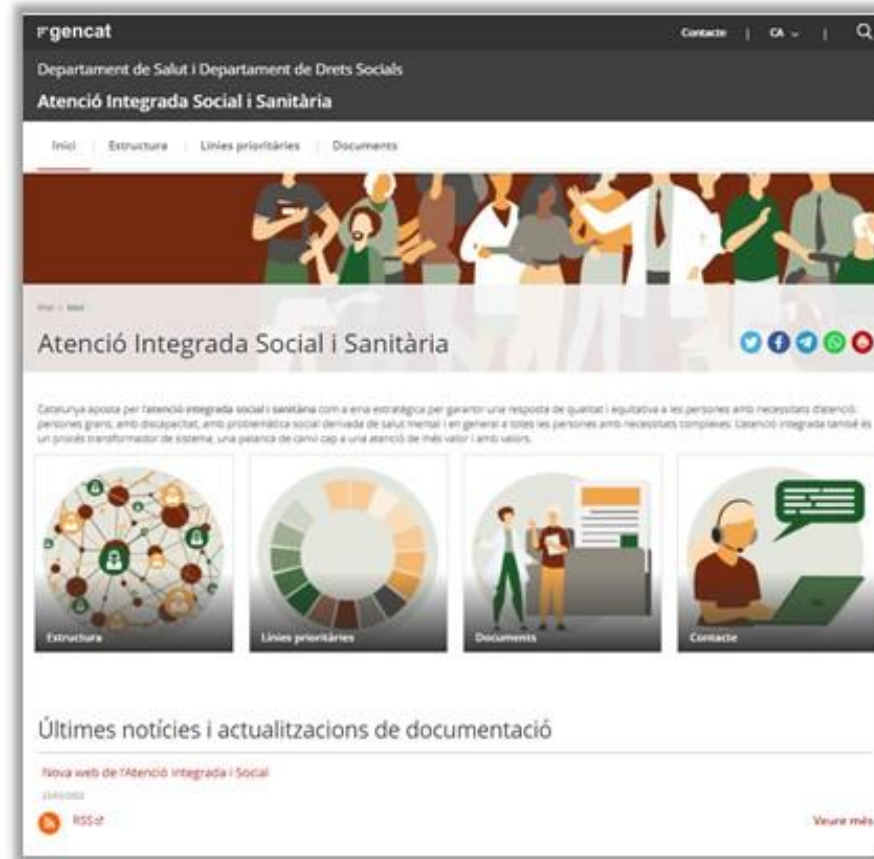 gencat
Contacte | CA |
Departament de Salut i Departament de Drets Socials
Atenció Integrada Social i Sanitària
Inici | Estructura | Línies prioritàries | Documents
Atenció Integrada Social i Sanitària
Catalunya aposta per l'atenció integrada social i sanitària com a eina estratègica per garantir una resposta de qualitat i equitativa a les persones amb necessitats d'atenció:
persones grans, amb discapacitat, amb problemàtica social derivada de salut mental i en general a totes les persones amb necessitats complexes. L'atenció integrada també és
un procés transformador de sistema, una palanca de canvi cap a una atenció de més valor i amb valors.
Estructura
Línies prioritàries
Documents
Contacte
Últimes notícies i actualitzacions de documentació
Nova web de l'Atenció Integrada i Social
RSS
Veure més